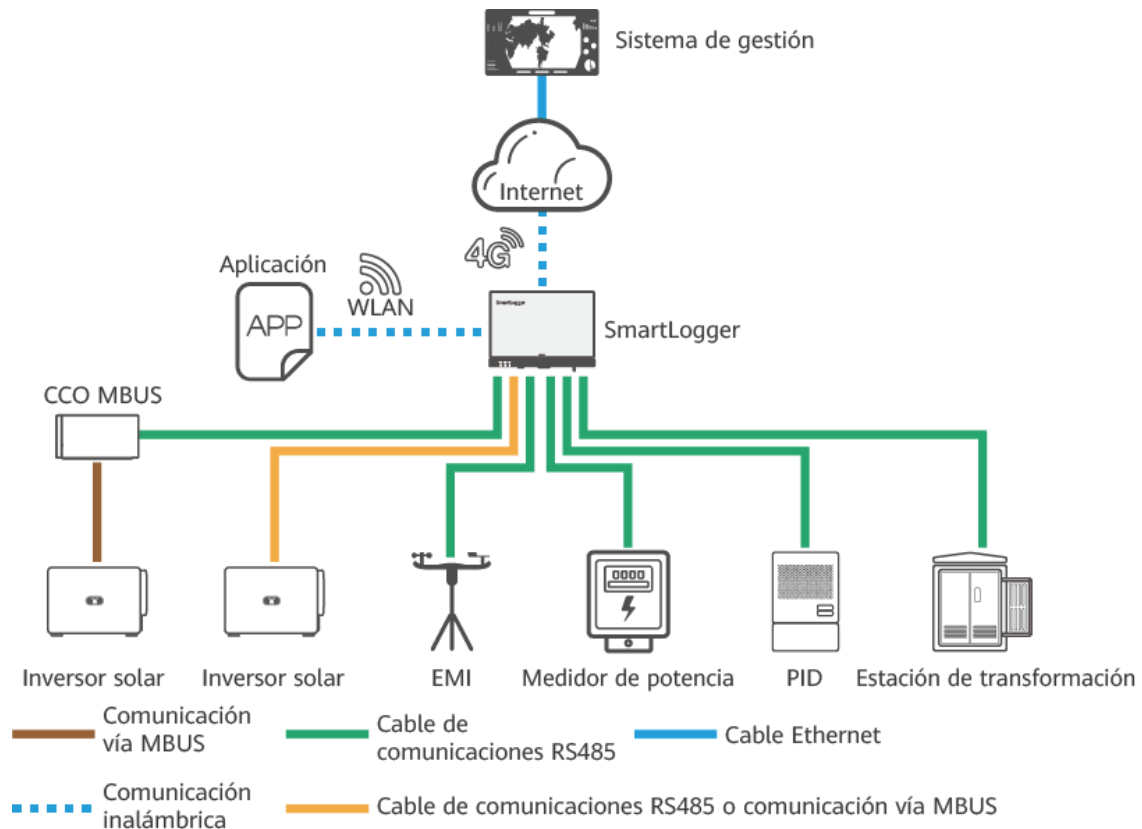 Sistema de gestión
Internet
4G
Aplicación
WLAN
APP
SmartLogger
SmartLogger
CCO MBUS
Inversor solar
Inversor solar
EMI
Medidor de potencia
PID
Estación de transformación
Comunicación
vía MBUS
Cable de
comunicaciones RS485
Cable Ethernet
Comunicación
inalámbrica
Cable de comunicaciones RS485 o comunicación vía MBUS